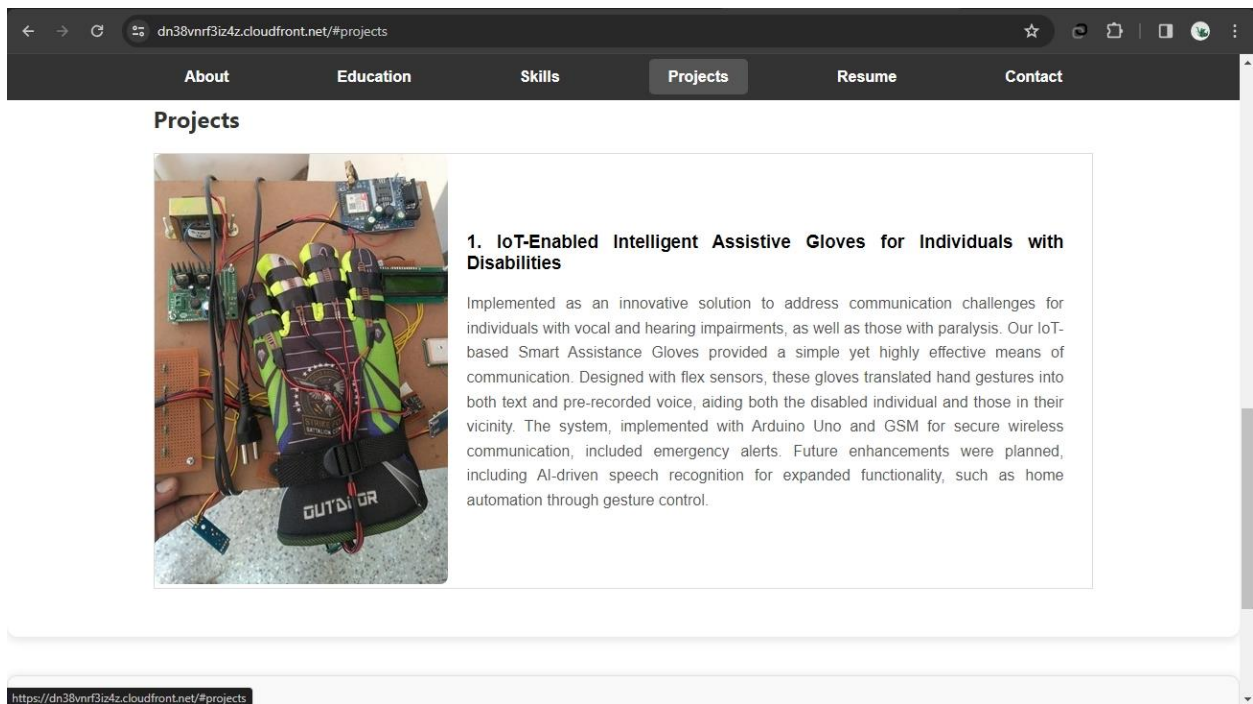 dn38vnrf3iz4z.cloudfront.net/#projects
About Education Skills Projects Resume Contact
Projects
1. IoT-Enabled Intelligent Assistive Gloves for Individuals with
Disabilities
Implemented as an innovative solution to address communication challenges for
individuals with vocal and hearing impairments, as well as those with paralysis. Our IoT-
based Smart Assistance Gloves provided a simple yet highly effective means of
communication. Designed with flex sensors, these gloves translated hand gestures into
both text and pre-recorded voice, aiding both the disabled individual and those in their
vicinity. The system, implemented with Arduino Uno and GSM for secure wireless
communication, included emergency alerts. Future enhancements were planned,
including AI-driven speech recognition for expanded functionality, such as home
automation through gesture control.
OUTDOOR
https://dn38vnrf3iz4z.cloudfront.net/#projects